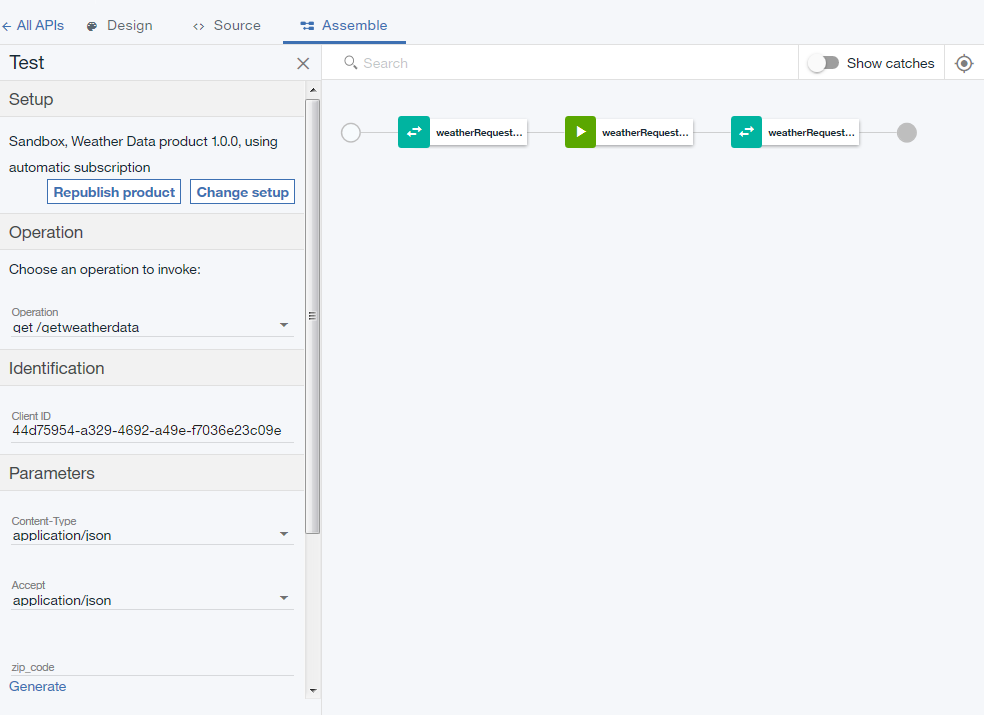 All APIs Design Source Assemble
Test
Search
Show catches
Setup
Sandbox, Weather Data product 1.0.0, using
automatic subscription
Republish product
Change setup
Operation
Choose an operation to invoke:
Operation
get /getweatherdata
Identification
Client ID
44d75954-a329-4692-a49e-f7036e23c09e
Parameters
Content-Type
application/json
Accept
application/json
zip_code
Generate
weatherRequest...
weatherRequest...
weatherRequest...